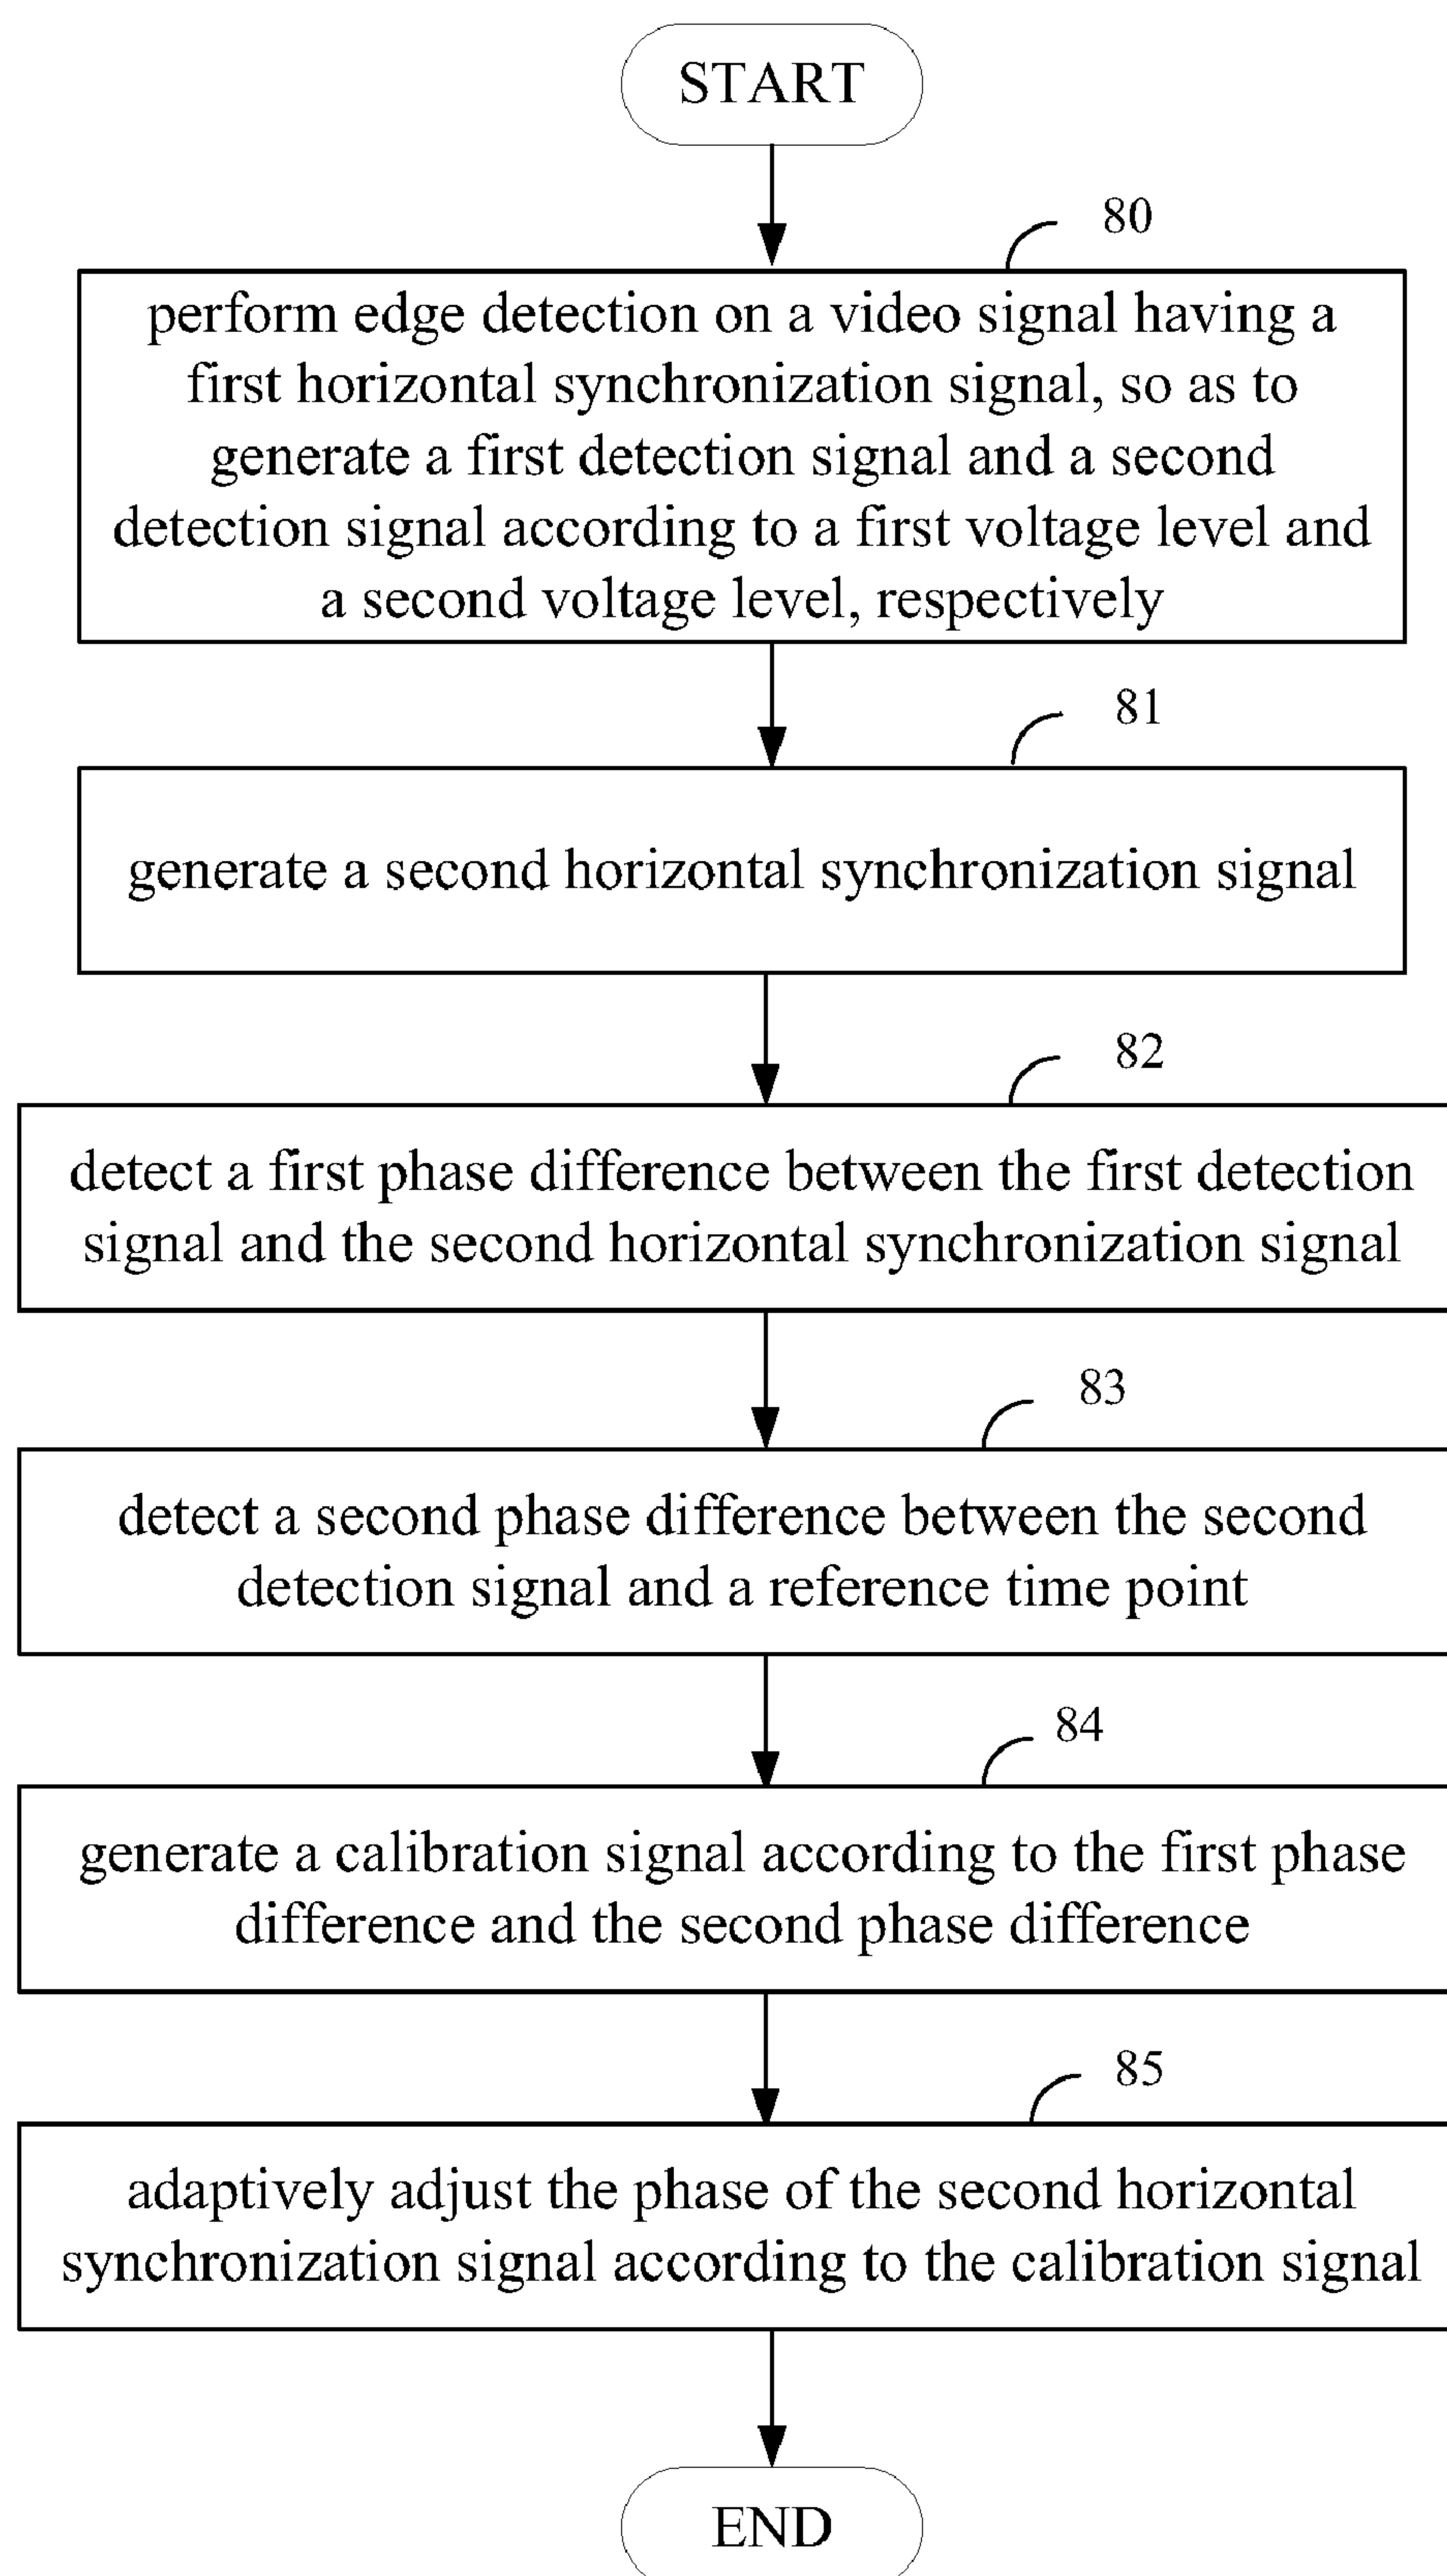 START
80
perform edge detection on a video signal having a
first horizontal synchronization signal, so as to
generate a first detection signal and a second
detection signal according to a first voltage level and
a second voltage level, respectively
81
generate a second horizontal synchronization signal
82
detect a first phase difference between the first detection
signal and the second horizontal synchronization signal
83
detect a second phase difference between the second
detection signal and a reference time point
84
generate a calibration signal according to the first phase
difference and the second phase difference
85
adaptively adjust the phase of the second horizontal
synchronization signal according to the calibration signal
END